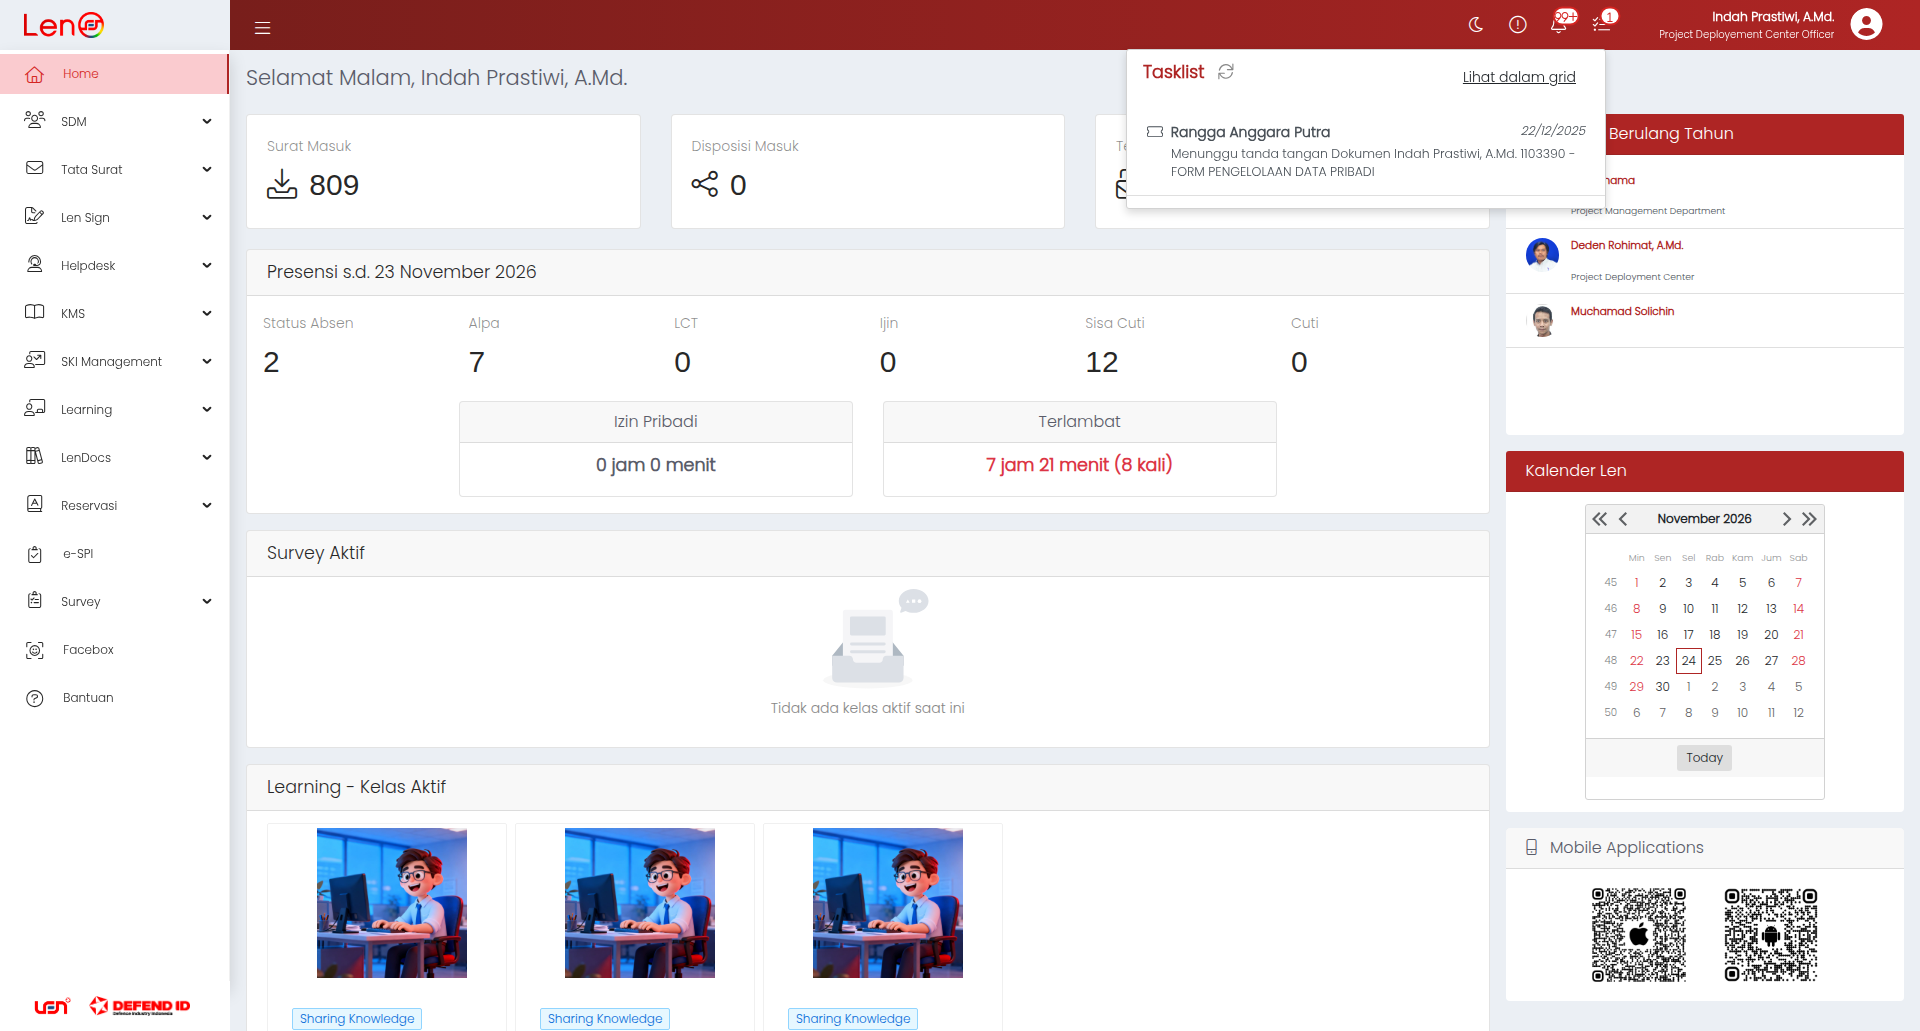 Len
99+
1
Indah Prastiwi, A.Md.
Project Deployement Center Officer
Home
SDM
Tata Surat
Len Sign
Helpdesk
KMS
SKI Management
Learning
LenDocs
Reservasi
e-SPI
Survey
Facebox
Bantuan
Len
DEFEND ID
Defence Industry Indonesia
Selamat Malam, Indah Prastiwi, A.Md.
Tasklist
Lihat dalam grid
Rangga Anggara Putra
22/12/2025
Menunggu tanda tangan Dokumen Indah Prastiwi, A.Md. 1103390 -
FORM PENGELOLAAN DATA PRIBADI
Surat Masuk
809
Disposisi Masuk
0
Presensi s.d. 23 November 2026
Status Absen
2
Alpa
7
LCT
0
Ijin
0
Sisa Cuti
12
Cuti
0
Izin Pribadi
0 jam 0 menit
Terlambat
7 jam 21 menit (8 kali)
Survey Aktif
Tidak ada kelas aktif saat ini
Learning - Kelas Aktif
Sharing Knowledge
Sharing Knowledge
Sharing Knowledge
Berulang Tahun
Project Management Department
Deden Rohimat, A.Md.
Project Deployment Center
Muchamad Solichin
Kalender Len
November 2026
Min Sen Sel Rab Kam Jum Sab
45 1 2 3 4 5 6 7
46 8 9 10 11 12 13 14
47 15 16 17 18 19 20 21
48 22 23 24 25 26 27 28
49 29 30 1 2 3 4 5
50 6 7 8 9 10 11 12
Today
Mobile Applications